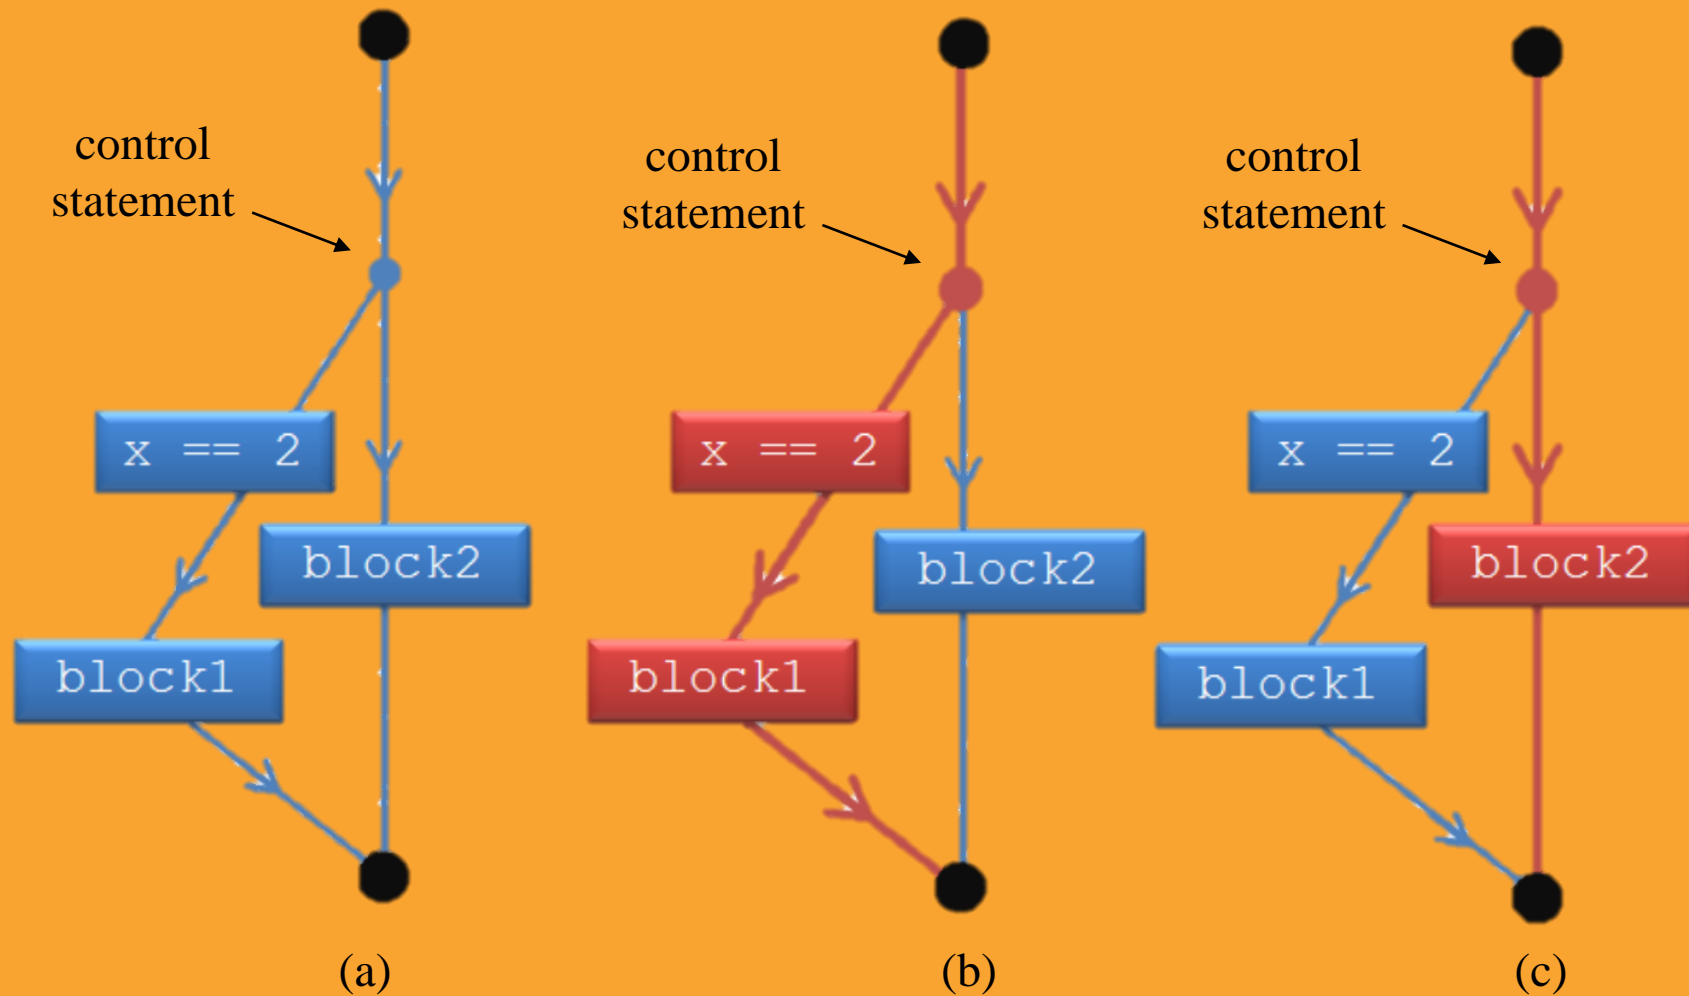 control
statement
x == 2
block2
block1
(a)
control
statement
x == 2
block2
block1
(b)
control
statement
x == 2
block2
block1
(c)